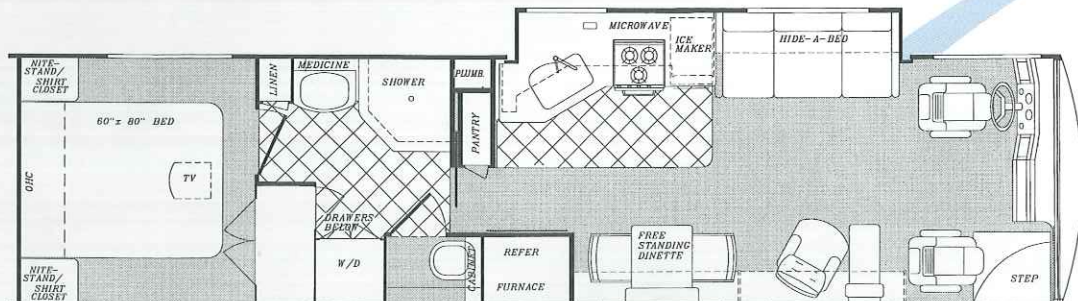 NITE-
STAND/
SHIRT
CLOSET
60"x 80" BED
OHC
TV
NITE-
STAND/
SHIRT
CLOSET
LINEN
MEDICINE
SHOWER
PLUMB.
PANTRY
DRAWERS
BELOW
W/D
CABINET
REFER
FURNACE
MICROWAVE
ICE
MAKER
HIDE-A-BED
FREE
STANDING
DINETTE
STEP